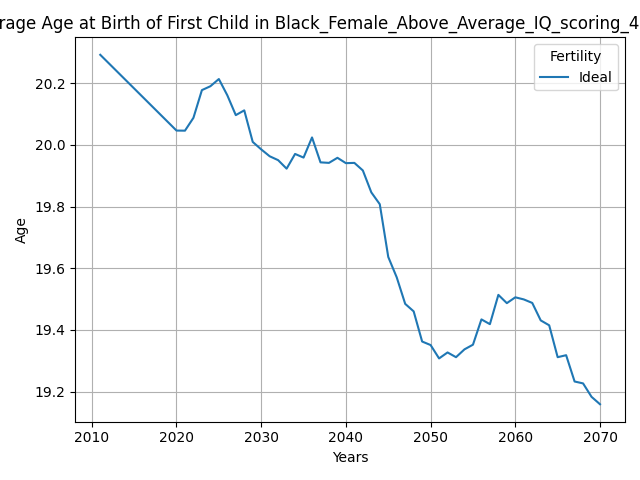 rage Age at Birth of First Child in Black_Female_Above_Average_IQ_scoring_4
Fertility
Ideal
20.2
20.0
19.8
19.6
19.4
19.2
Age
2010 2020 2030 2040 2050 2060 2070
Years